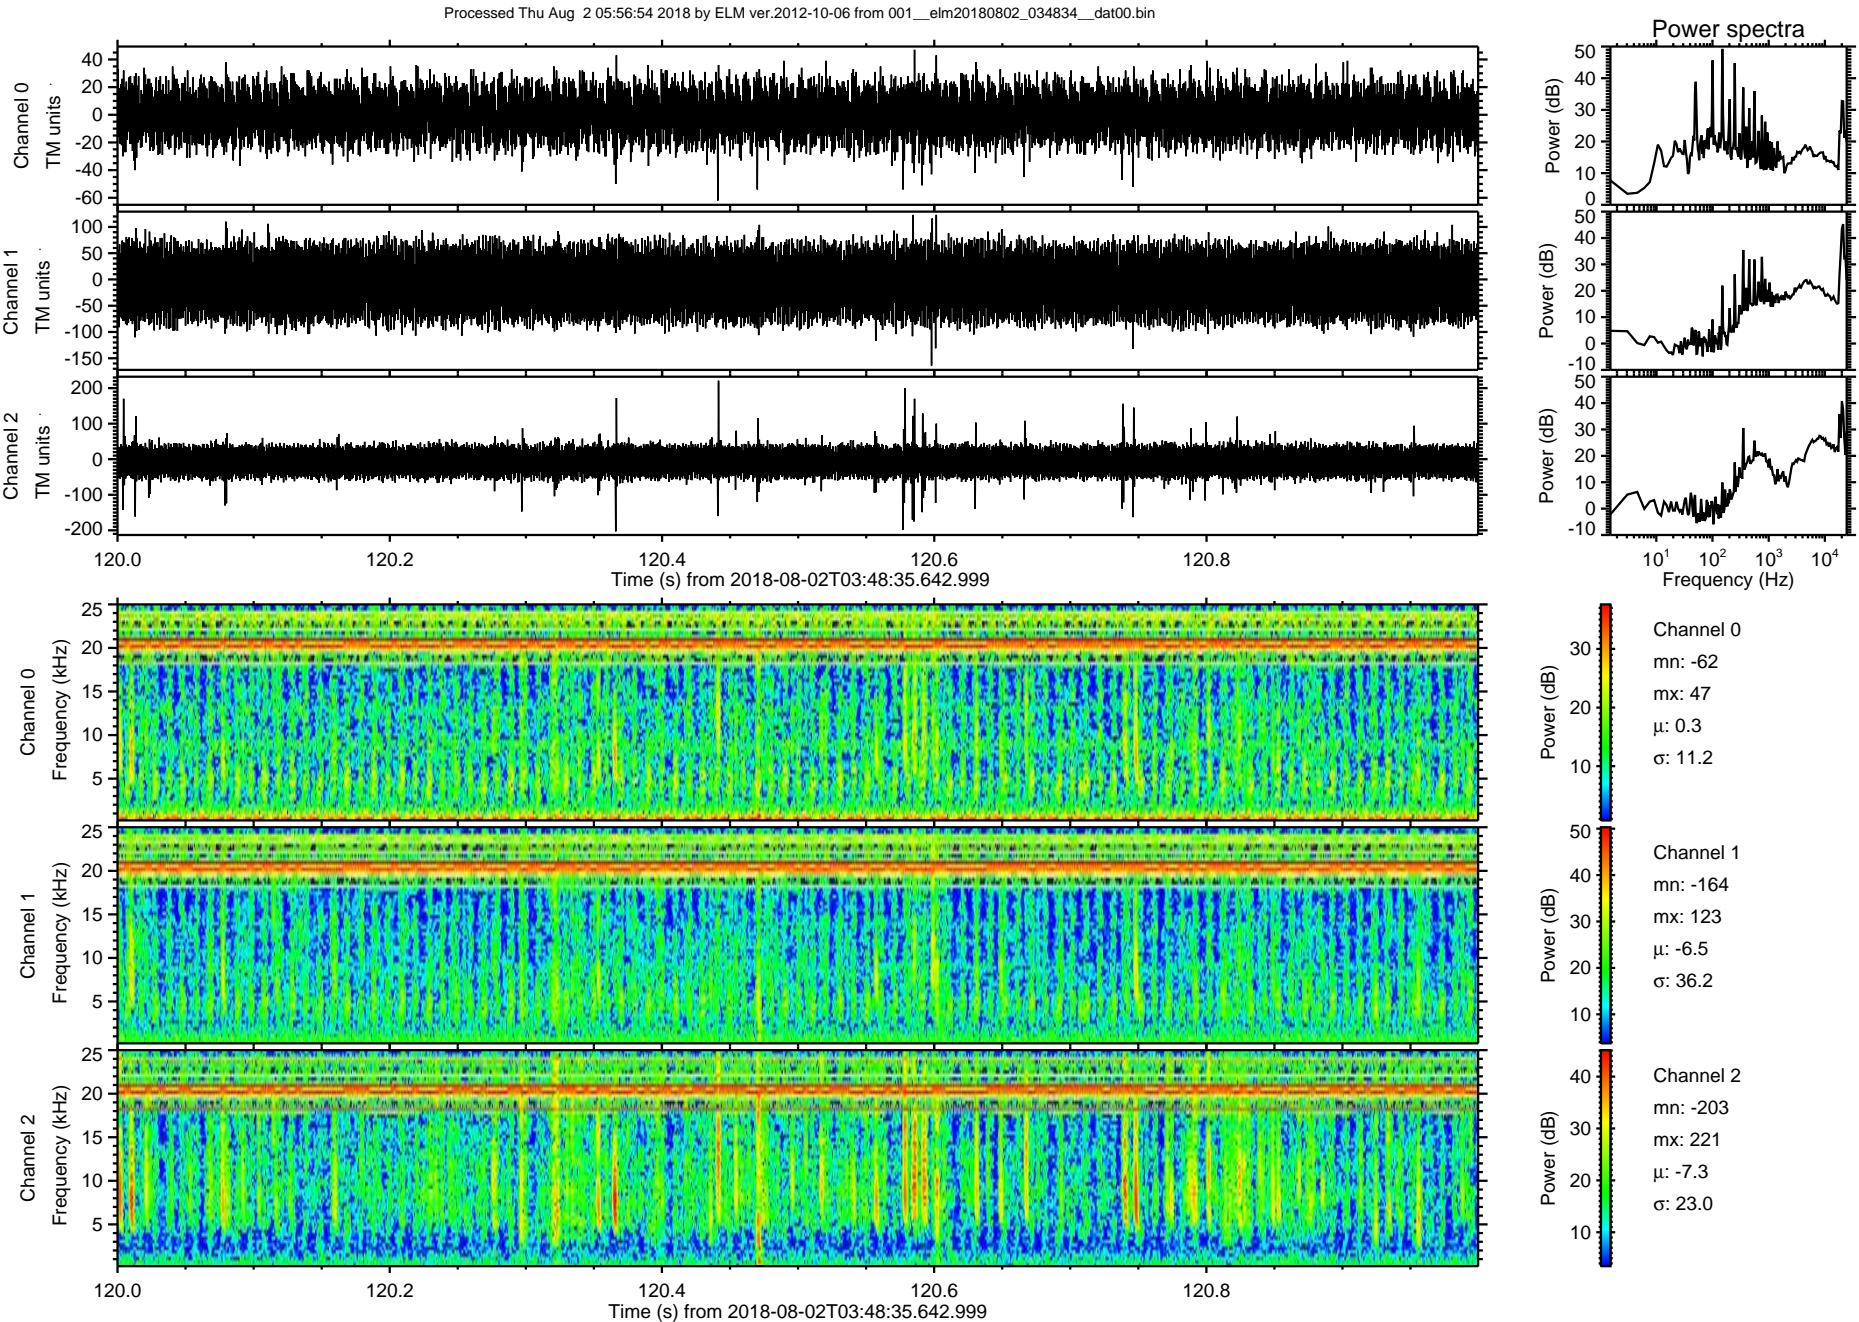 Processed Thu Aug  2 05:56:54 2018 by ELM ver.2012-10-06 from 001__elm20180802_034834__dat00.bin
Power spectra
Channel 0
TM units
40
20
0
-20
-40
-60
Power (dB)
50
40
30
20
10
0
Channel 1
TM units
100
50
0
-50
-100
-150
Power (dB)
50
40
30
20
10
0
-10
Channel 2
TM units
200
100
0
-100
-200
Power (dB)
50
40
30
20
10
0
-10
120.0 120.2 120.4 120.6 120.8
Time (s) from 2018-08-02T03:48:35.642.999
10^1 10^2 10^3 10^4
Frequency (Hz)
Channel 0
Frequency (kHz)
25
20
15
10
5
Power (dB)
30
20
10
Channel 0
mn: -62
mx: 47
μ: 0.3
σ: 11.2
Channel 1
Frequency (kHz)
25
20
15
10
5
Power (dB)
50
40
30
20
10
Channel 1
mn: -164
mx: 123
μ: -6.5
σ: 36.2
Channel 2
Frequency (kHz)
25
20
15
10
5
Power (dB)
40
30
20
10
Channel 2
mn: -203
mx: 221
μ: -7.3
σ: 23.0
120.0 120.2 120.4 120.6 120.8
Time (s) from 2018-08-02T03:48:35.642.999